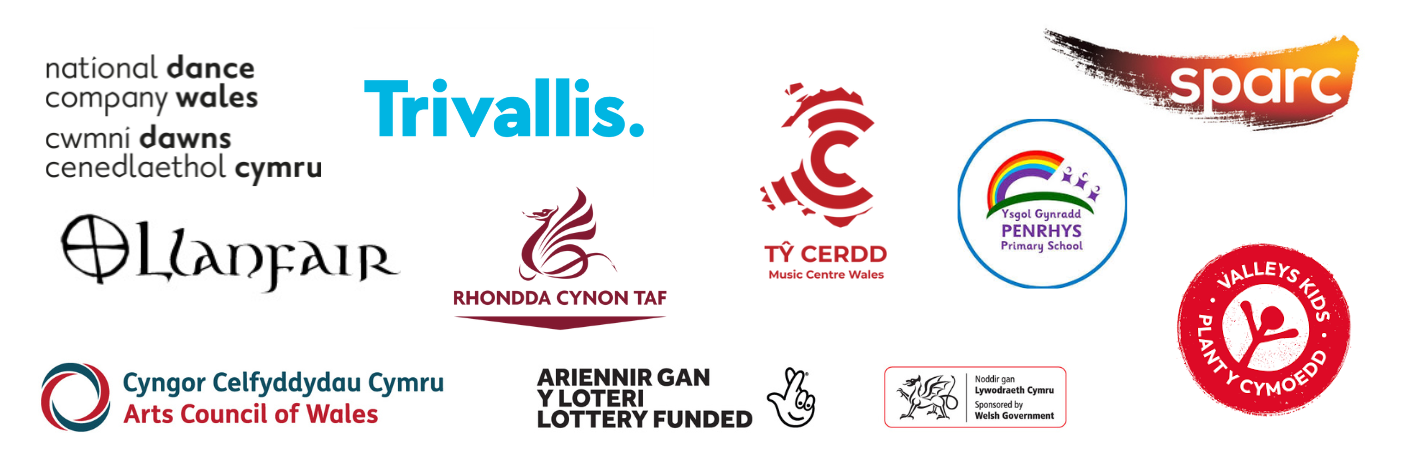 national dance
company wales
cwmni dawns
cenedlaethol cymru
Trivallis.
TŶ CERDD
Music Centre Wales
sparc
Ysgol Gynradd
PENRHYS
Primary School
Llanfair
RHONDDA CYNON TAF
VALLEYS KIDS
PLANT Y CYMOEDD
Cyngor Celfyddydau Cymru
Arts Council of Wales
ARIENNIR GAN
Y LOTERI
LOTTERY FUNDED
Noddir gan
Lywodraeth Cymru
Sponsored by
Welsh Government